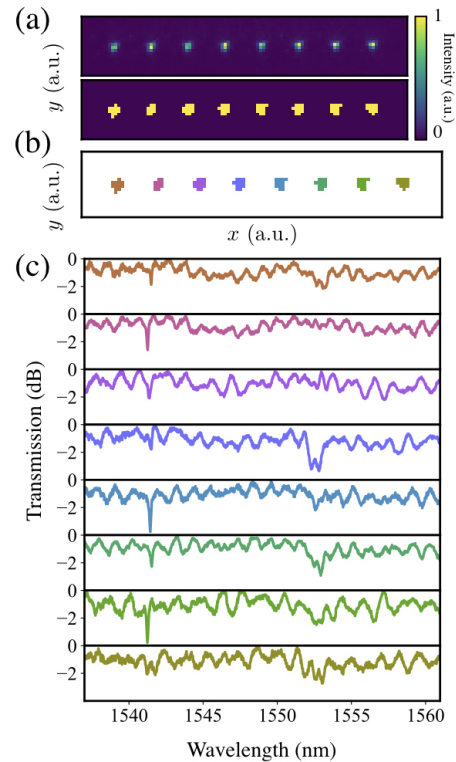 (a)
y (a.u.)
1
0
Intensity (a.u.)
(b)
y (a.u.)
x (a.u.)
(c)
Transmission (dB)
0
−2
0
−2
0
−2
0
−2
0
−2
0
−2
0
−2
0
−2
1540
1545
1550
1555
1560
Wavelength (nm)